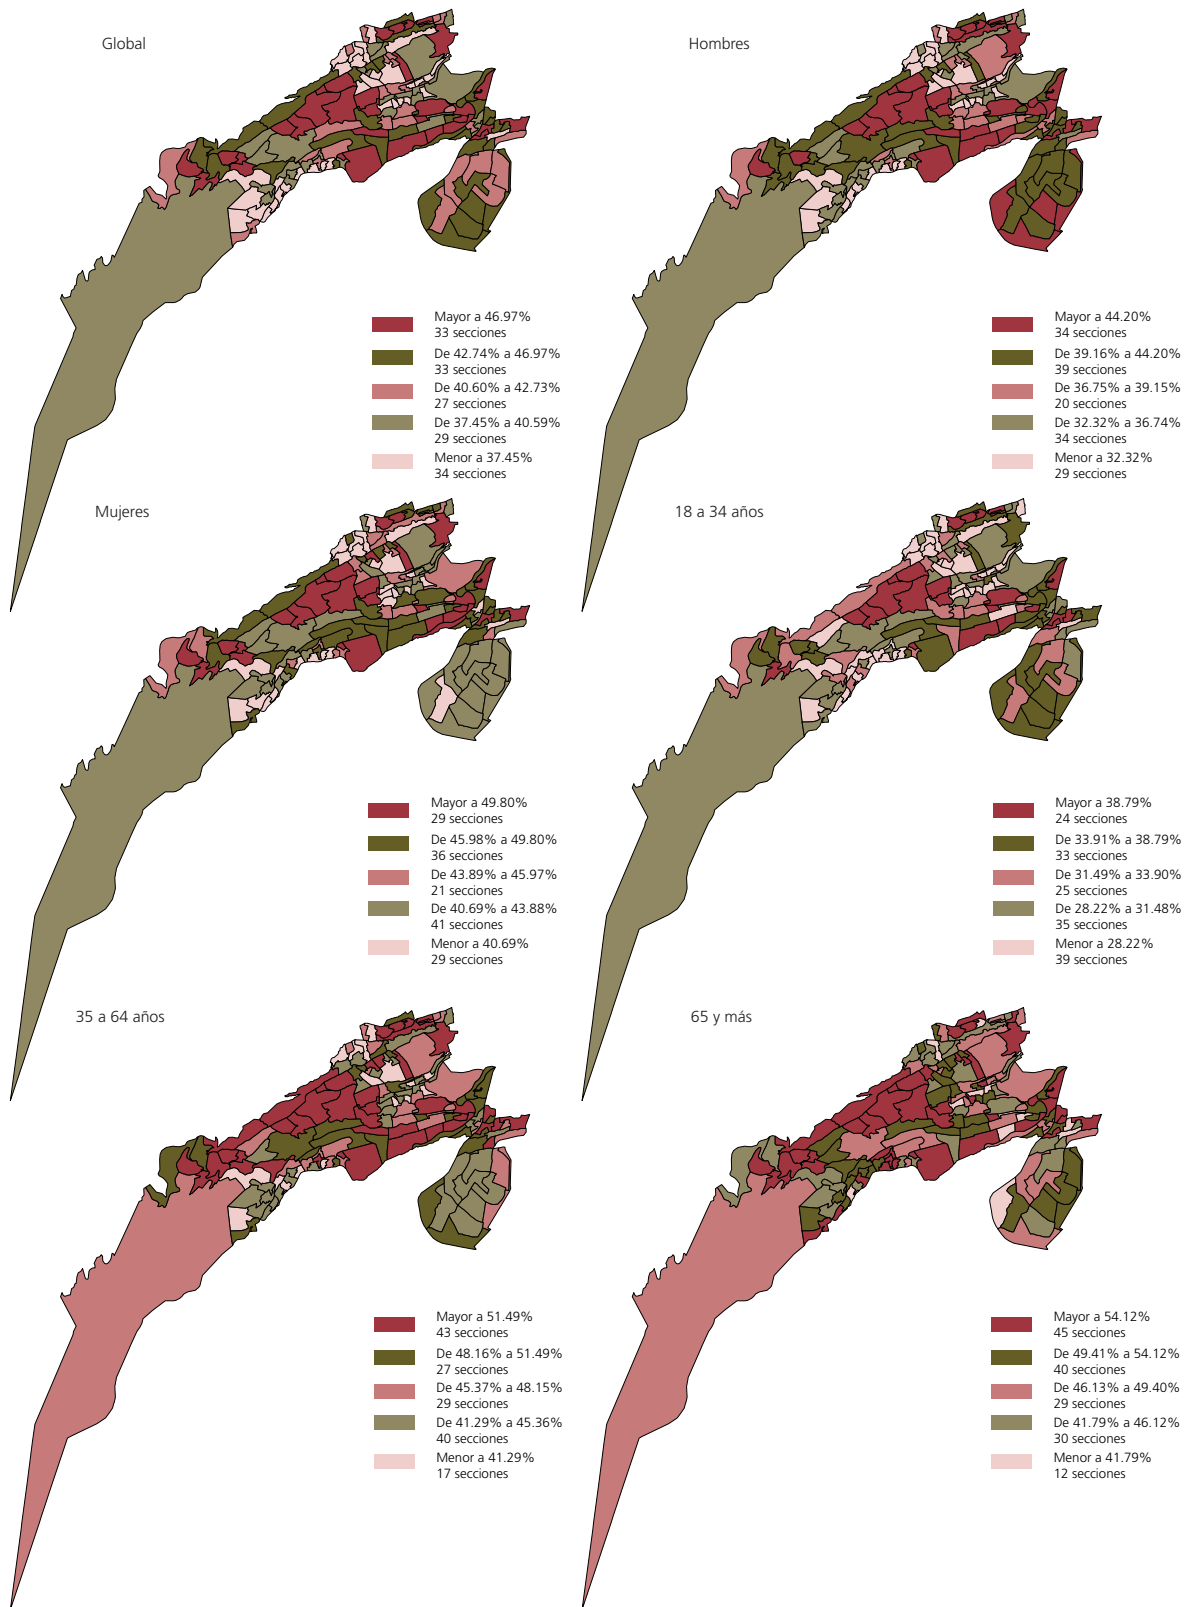 Global
Mayor a 46.97%
33 secciones
De 42.74% a 46.97%
33 secciones
De 40.60% a 42.73%
27 secciones
De 37.45% a 40.59%
29 secciones
Menor a 37.45%
34 secciones
Hombres
Mayor a 44.20%
34 secciones
De 39.16% a 44.20%
39 secciones
De 36.75% a 39.15%
20 secciones
De 32.32% a 36.74%
34 secciones
Menor a 32.32%
29 secciones
Mujeres
Mayor a 49.80%
29 secciones
De 45.98% a 49.80%
36 secciones
De 43.89% a 45.97%
21 secciones
De 40.69% a 43.88%
41 secciones
Menor a 40.69%
29 secciones
18 a 34 años
Mayor a 38.79%
24 secciones
De 33.91% a 38.79%
33 secciones
De 31.49% a 33.90%
25 secciones
De 28.22% a 31.48%
35 secciones
Menor a 28.22%
39 secciones
35 a 64 años
Mayor a 51.49%
43 secciones
De 48.16% a 51.49%
27 secciones
De 45.37% a 48.15%
29 secciones
De 41.29% a 45.36%
40 secciones
Menor a 41.29%
17 secciones
65 y más
Mayor a 54.12%
45 secciones
De 49.41% a 54.12%
40 secciones
De 46.13% a 49.40%
29 secciones
De 41.79% a 46.12%
30 secciones
Menor a 41.79%
12 secciones